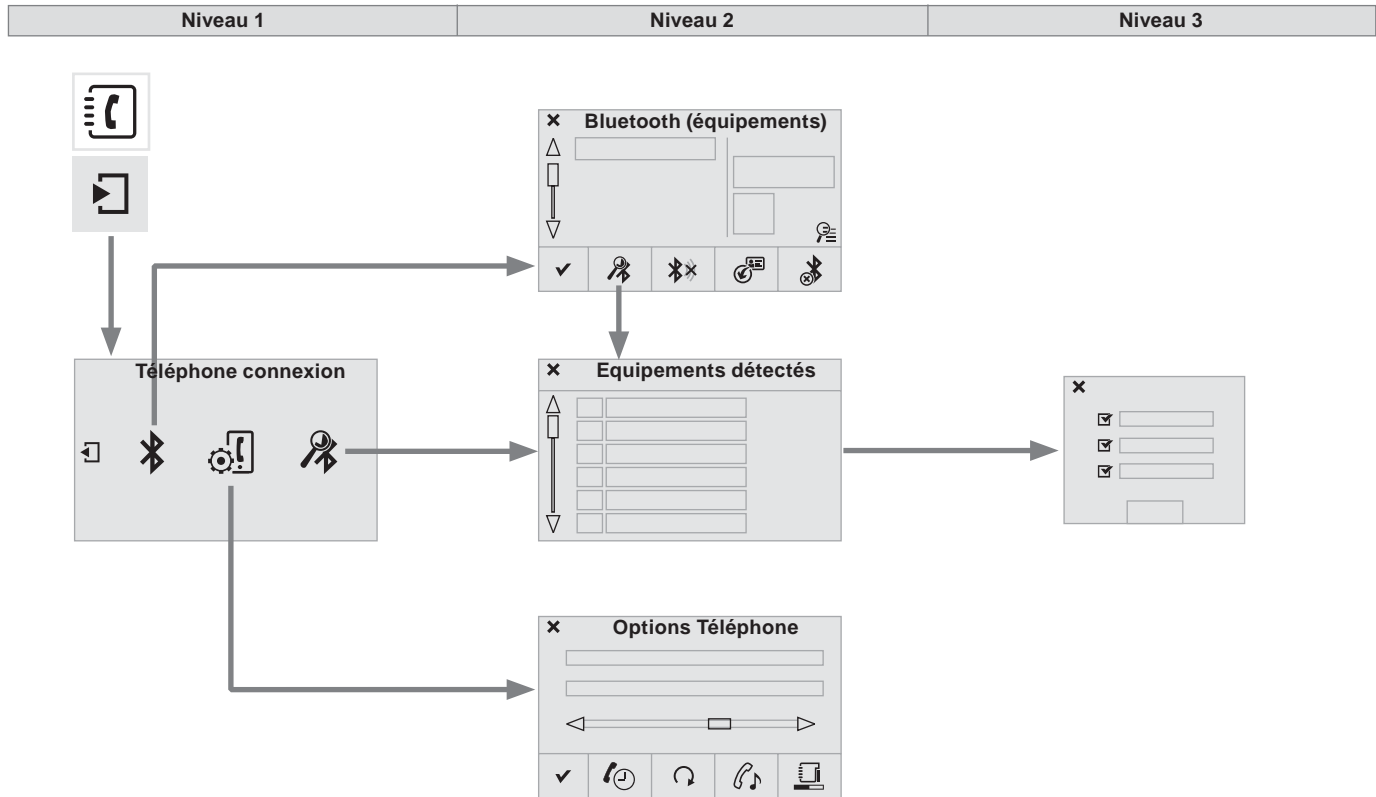 Niveau 1
Niveau 2
Niveau 3
Bluetooth (équipements)
Téléphone connexion
Equipements détectés
Options Téléphone